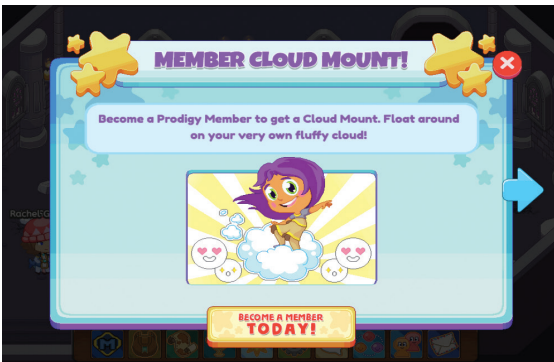 MEMBER CLOUD MOUNT!
Become a Prodigy Member to get a Cloud Mount. Float around
on your very own fluffy cloud!
Rachel G
BECOME A MEMBER
TODAY!